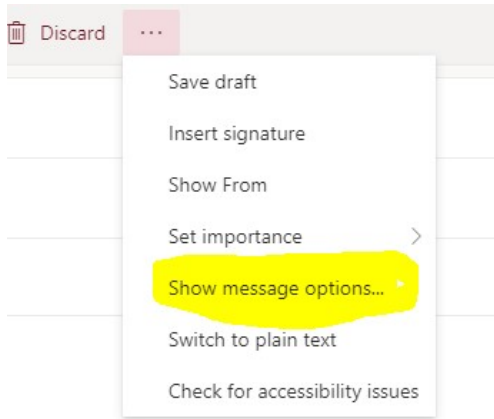 Discard ...
Save draft
Insert signature
Show From
Set importance
Show message options...
Switch to plain text
Check for accessibility issues